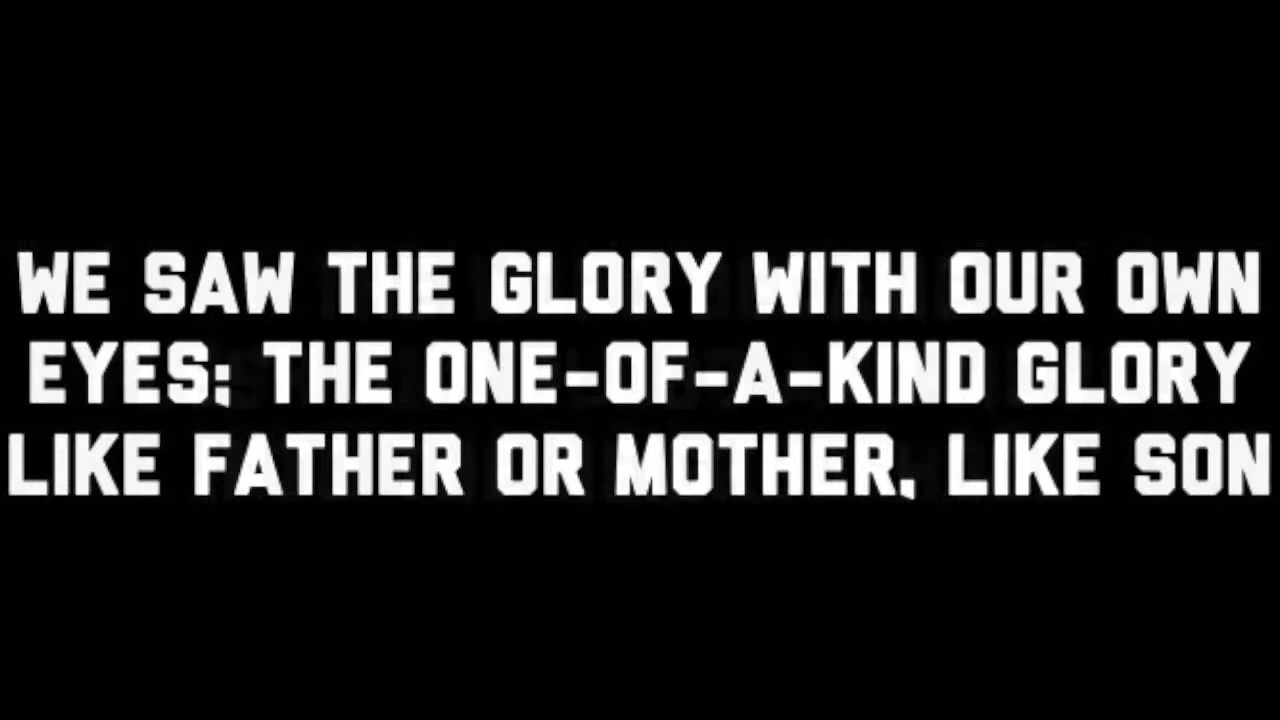 WE SAW THE GLORY WITH OUR OWN
EYES; THE ONE-OF-A-KIND GLORY
LIKE FATHER OR MOTHER, LIKE SON